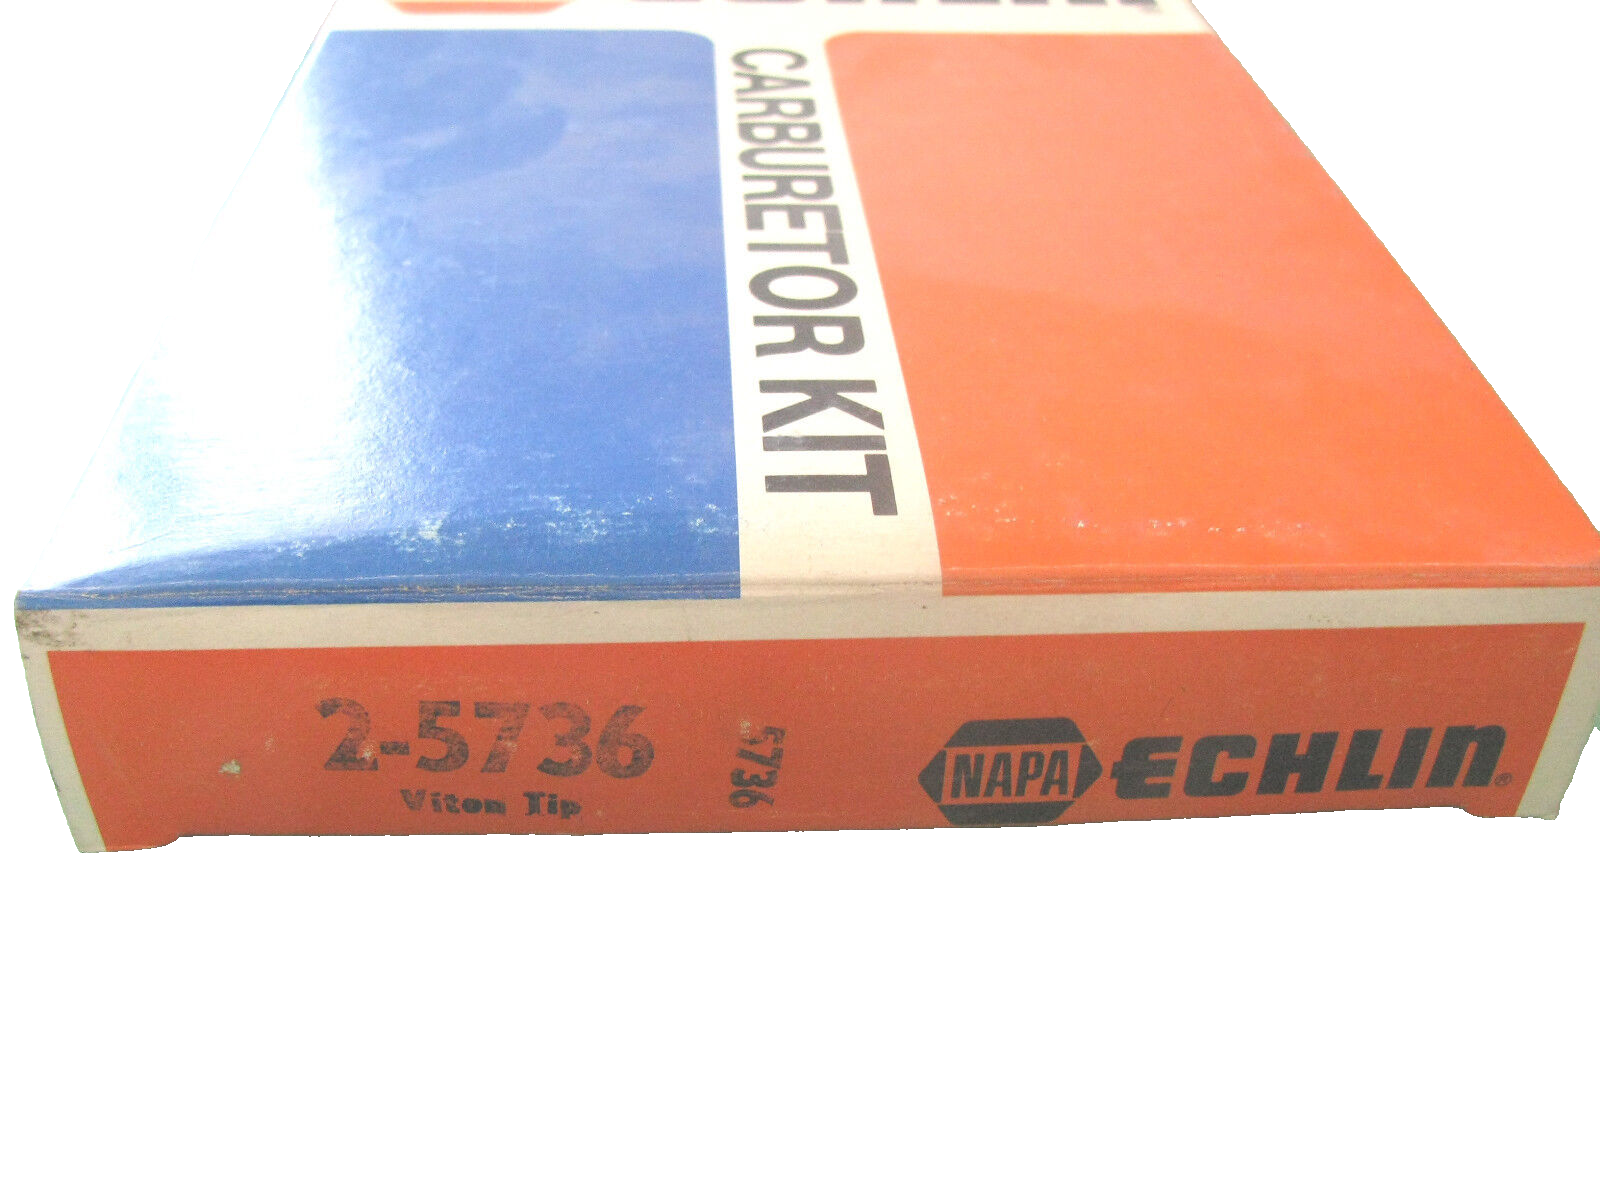 CARBURETOR KIT
2-5736
Viton Tip
5736
NAPA ECHLIN®